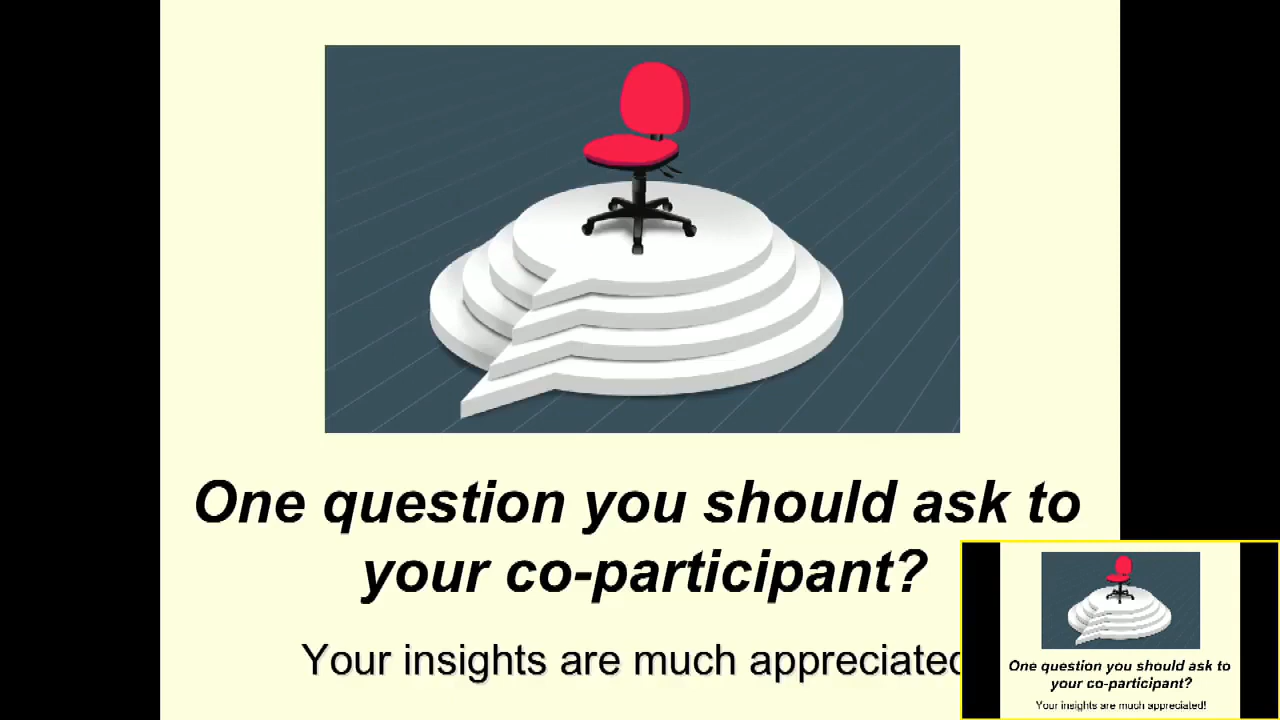 One question you should ask to
your co-participant?
Your insights are much appreciated
One question you should ask to
your co-participant?
Your insights are much appreciated!